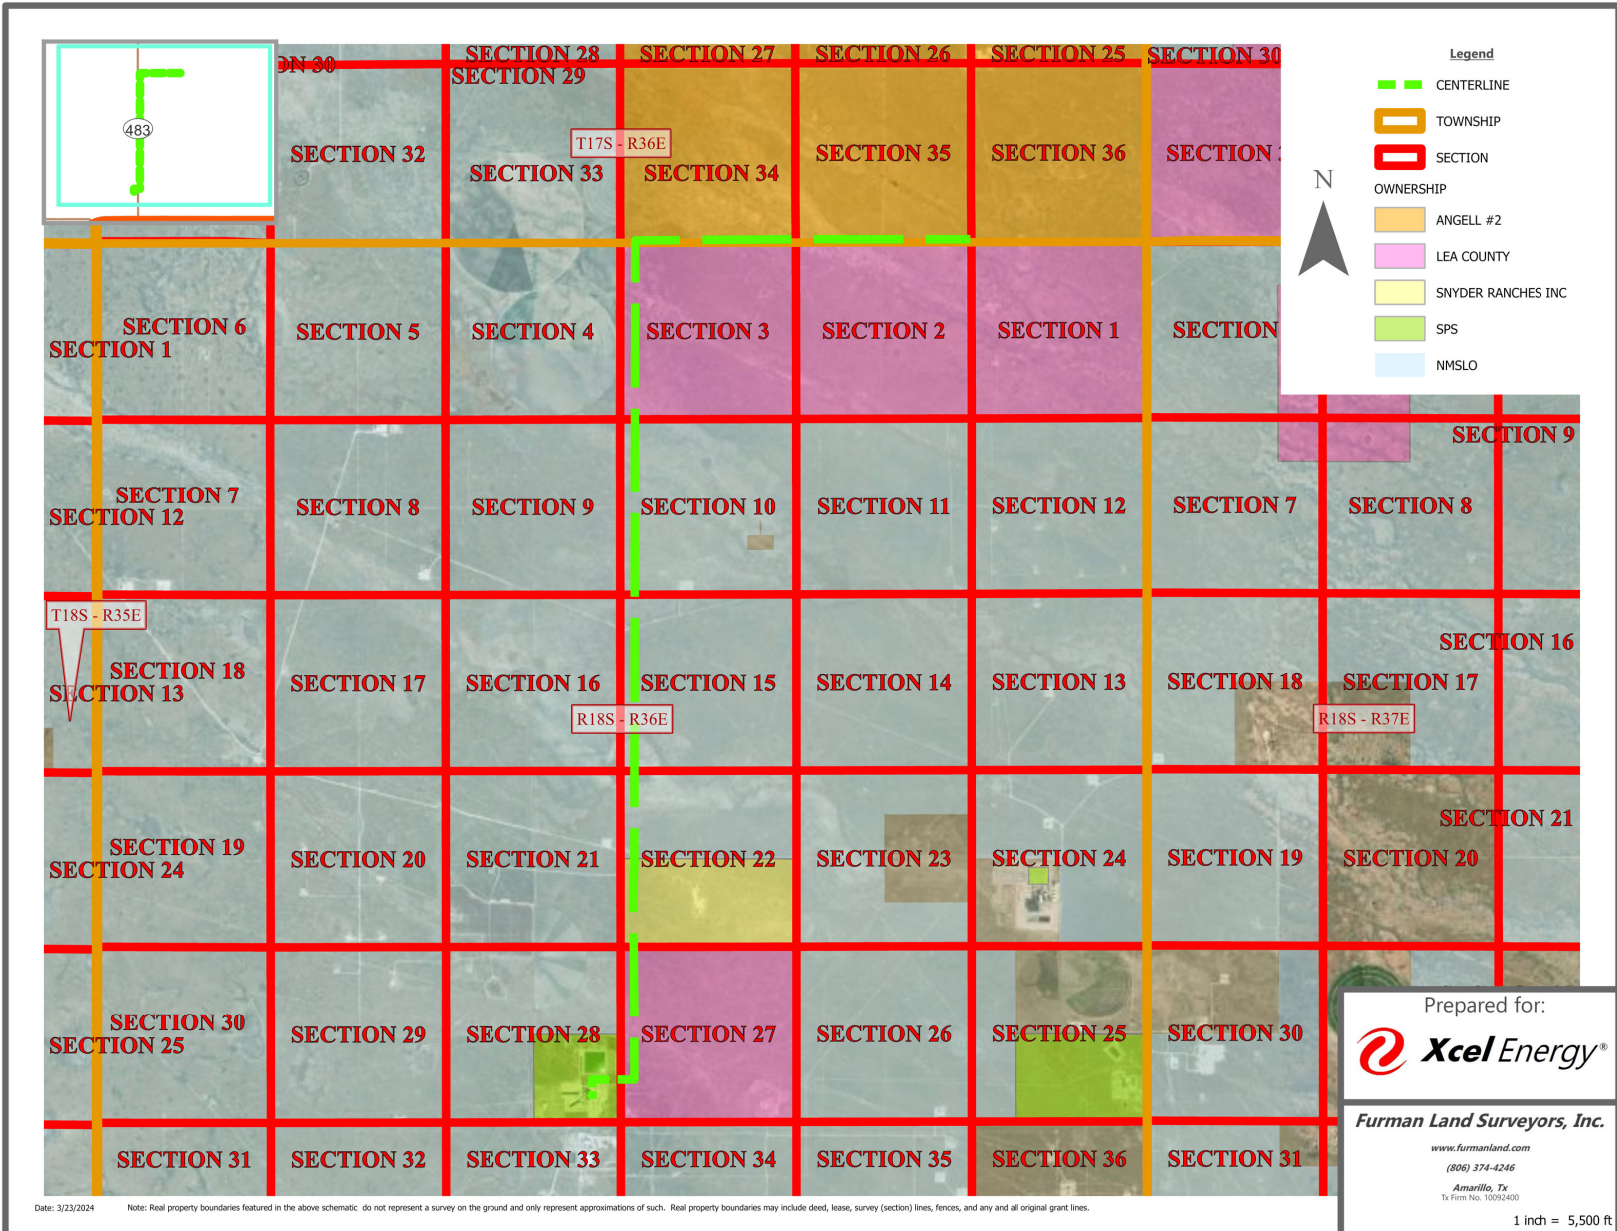 483
ON 30
SECTION 28
SECTION 29
SECTION 27
SECTION 26
SECTION 25
SECTION 30
SECTION 32
T17S - R36E
SECTION 33
SECTION 34
SECTION 35
SECTION 36
SECTION
Legend
CENTERLINE
TOWNSHIP
SECTION
OWNERSHIP
ANGELL #2
LEA COUNTY
SNYDER RANCHES INC
SPS
NMSLO
N
SECTION 6
SECTION 1
SECTION 5
SECTION 4
SECTION 3
SECTION 2
SECTION 1
SECTION
SECTION 9
SECTION 7
SECTION 12
SECTION 8
SECTION 9
SECTION 10
SECTION 11
SECTION 12
SECTION 7
SECTION 8
T18S - R35E
SECTION 18
SECTION 13
SECTION 17
SECTION 16
SECTION 15
SECTION 14
SECTION 13
SECTION 18
SECTION 17
SECTION 16
R18S - R36E
R18S - R37E
SECTION 19
SECTION 24
SECTION 20
SECTION 21
SECTION 22
SECTION 23
SECTION 24
SECTION 19
SECTION 20
SECTION 21
SECTION 30
SECTION 25
SECTION 29
SECTION 28
SECTION 27
SECTION 26
SECTION 25
SECTION 30
SECTION 31
SECTION 32
SECTION 33
SECTION 34
SECTION 35
SECTION 36
SECTION 31
Prepared for:
Xcel Energy®
Furman Land Surveyors, Inc.
www.furmanland.com
(806) 374-4246
Amarillo, Tx
Tx Firm No. 10092400
1 inch = 5,500 ft
Date: 3/23/2024
Note: Real property boundaries featured in the above schematic do not represent a survey on the ground and only represent approximations of such. Real property boundaries may include deed, lease, survey (section) lines, fences, and any and all original grant lines.